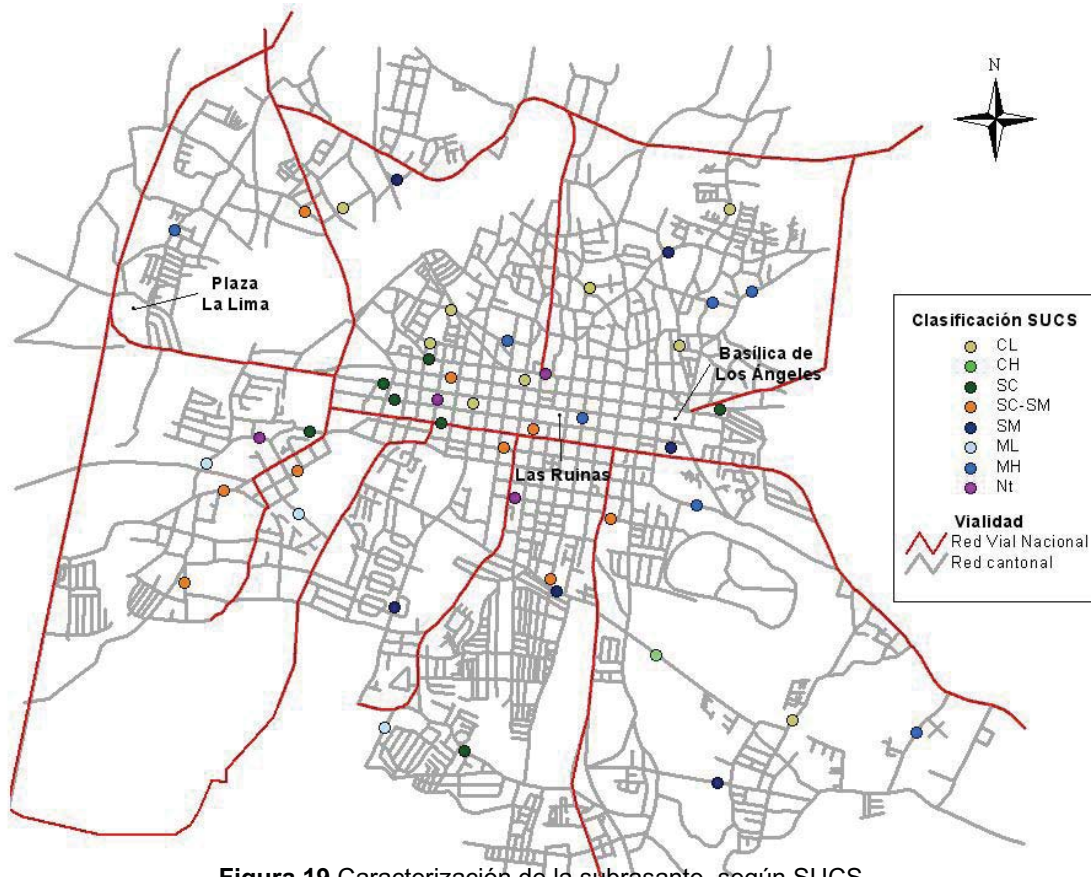 N
Plaza
La Lima
Basílica de
Los Ángeles
Las Ruinas
Clasificación SUCS
CL
CH
SC
SC-SM
SM
ML
MH
Nt
Vialidad
Red Vial Nacional
Red cantonal
Figura 19 Caracterización de la subrasante, según SUCS